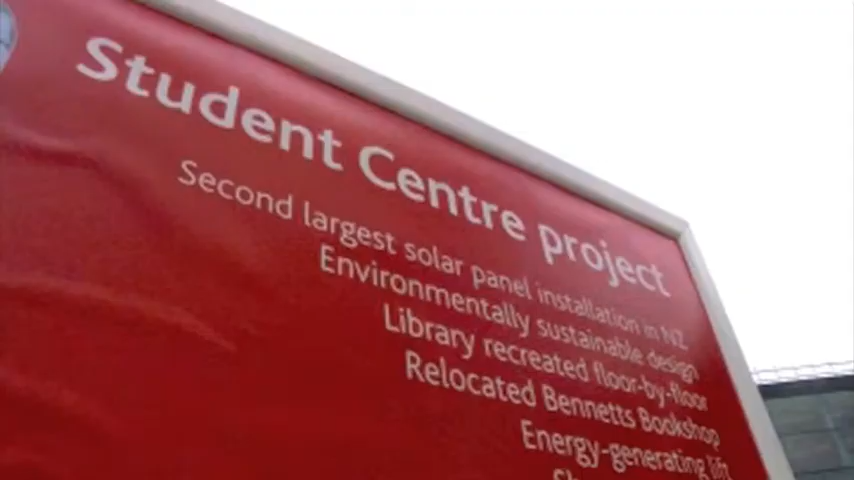 Student Centre project
Second largest solar panel installation in NZ
Environmentally sustainable design
Library recreated floor-by-floor
Relocated Bennetts Bookshop
Energy-generating lift